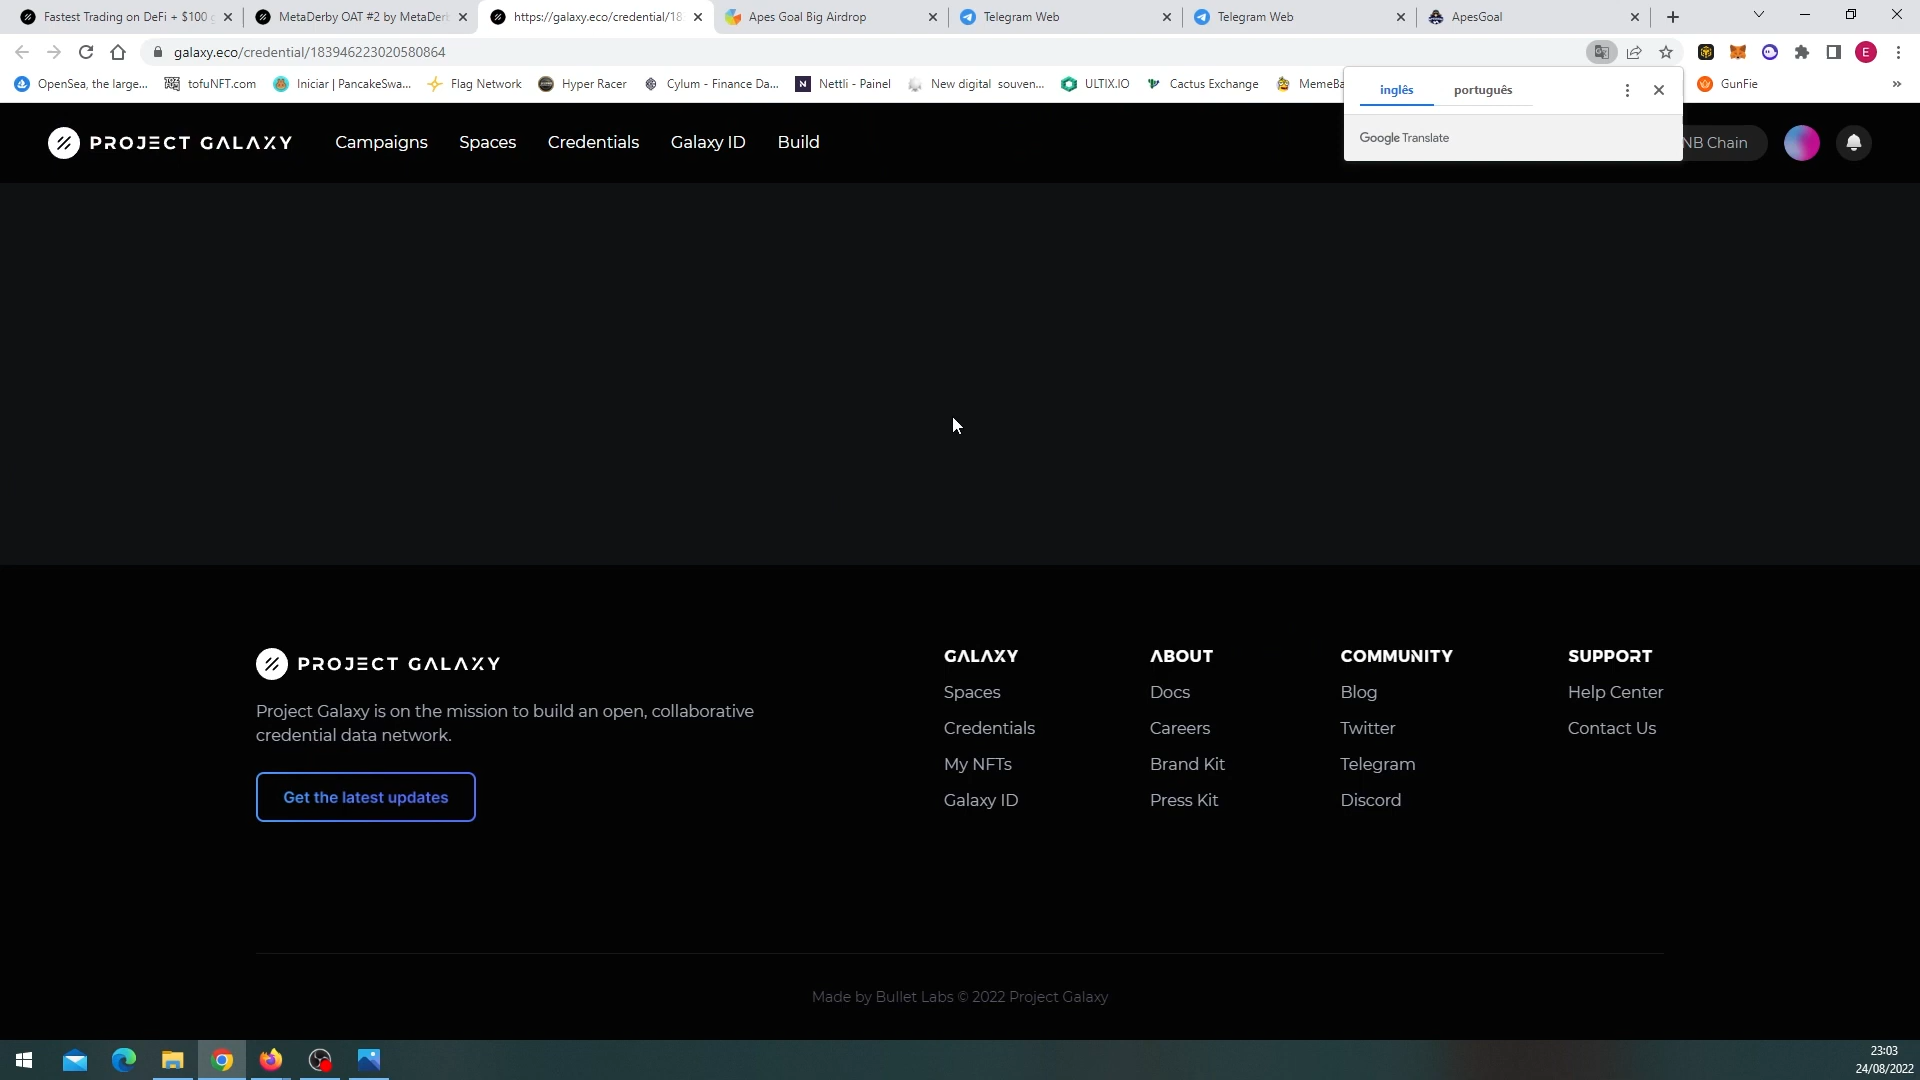 Fastest Trading on DeFi + $100
MetaDerby OAT #2 by MetaDer
https://galaxy.eco/credential/18
Apes Goal Big Airdrop
Telegram Web
Telegram Web
ApesGoal
galaxy.eco/credential/183946223020580864
E
OpenSea, the large...
tofuNFT.com
Iniciar | PancakeSwa...
Flag Network
Hyper Racer
Cylum - Finance Da...
N
Nettli - Painel
New digital souven...
ULTIX.IO
Cactus Exchange
MemeBa
GunFie
»
inglês
português
Google Translate
PROJECT GALAXY
Campaigns
Spaces
Credentials
Galaxy ID
Build
NB Chain
PROJECT GALAXY
Project Galaxy is on the mission to build an open, collaborative
credential data network.
Get the latest updates
GALAXY
Spaces
Credentials
My NFTs
Galaxy ID
ABOUT
Docs
Careers
Brand Kit
Press Kit
COMMUNITY
Blog
Twitter
Telegram
Discord
SUPPORT
Help Center
Contact Us
Made by Bullet Labs © 2022 Project Galaxy
23:03
24/08/2022